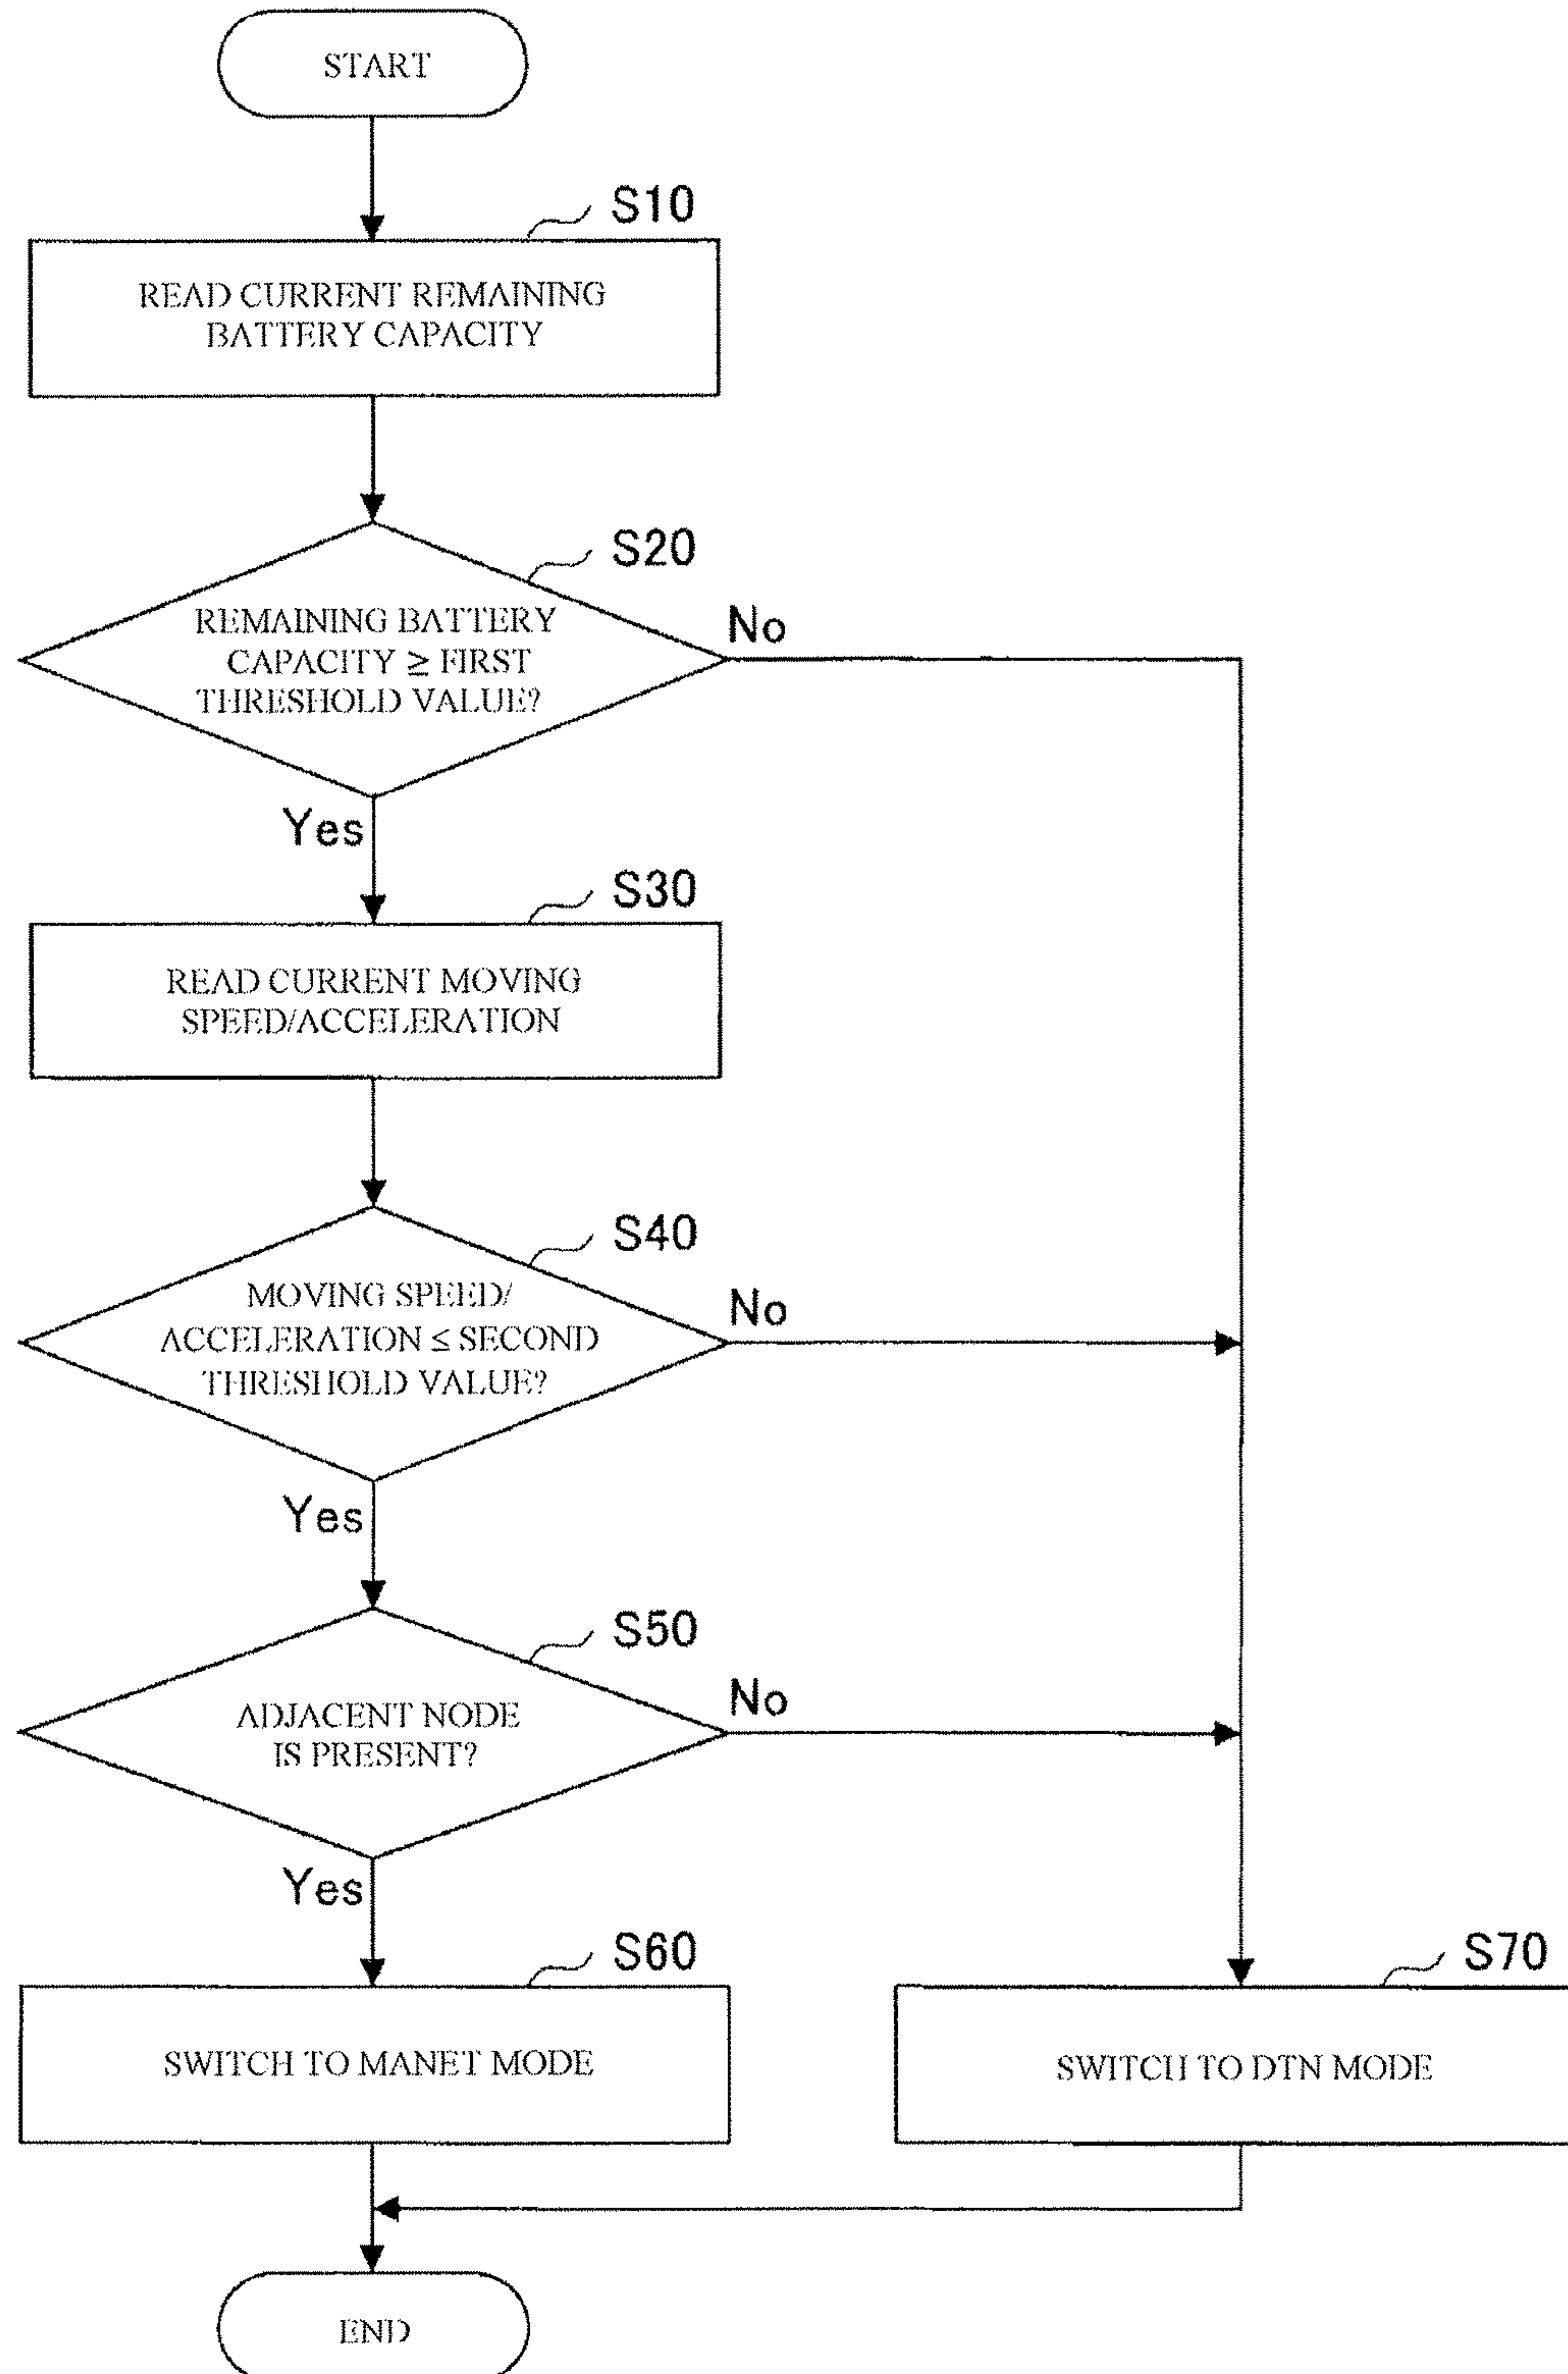 START
S10
READ CURRENT REMAINING
BATTERY CAPACITY
S20
REMAINING BATTERY
CAPACITY ≥ FIRST
THRESHOLD VALUE?
No
Yes
S30
READ CURRENT MOVING
SPEED/ACCELERATION
S40
MOVING SPEED/
ACCELERATION ≤ SECOND
THRESHOLD VALUE?
No
Yes
S50
ADJACENT NODE
IS PRESENT?
No
Yes
S60
SWITCH TO MANET MODE
S70
SWITCH TO DTN MODE
END